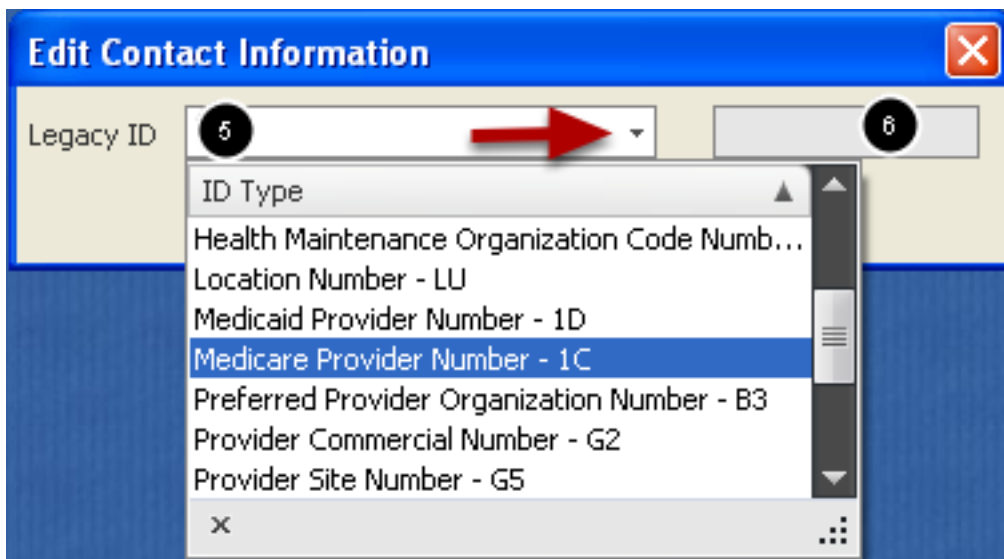 Edit Contact Information
Legacy ID 5 6
ID Type
Health Maintenance Organization Code Numb...
Location Number - LU
Medicaid Provider Number - 1D
Medicare Provider Number - 1C
Preferred Provider Organization Number - B3
Provider Commercial Number - G2
Provider Site Number - G5